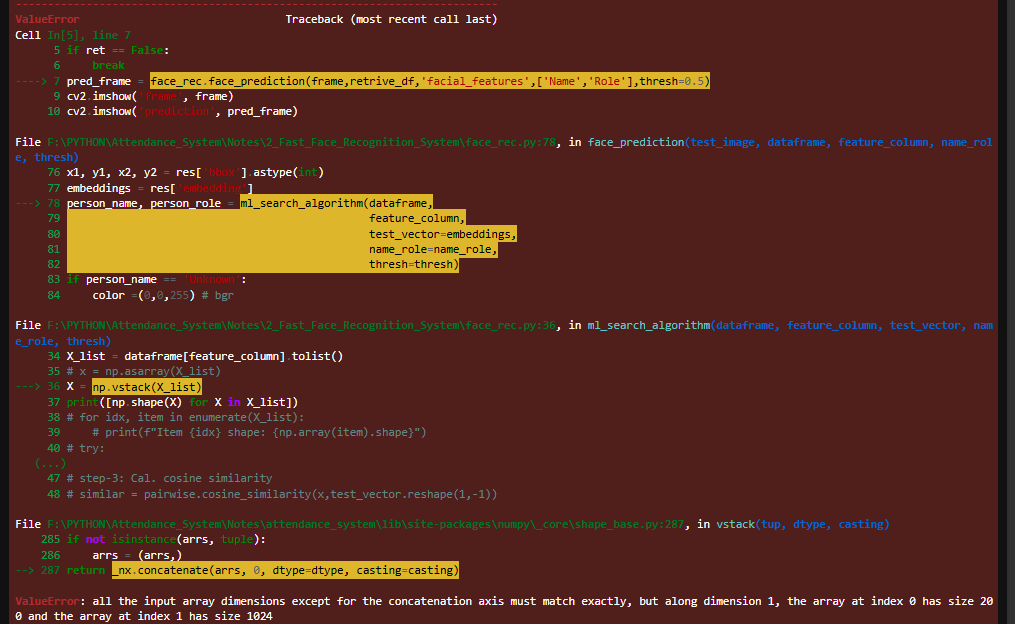 ---------------------------------------------------------------------------
ValueError                                Traceback (most recent call last)
Cell In[5], line 7
      5 if ret == False:
      6     break
----> 7 pred_frame = face_rec.face_prediction(frame,retrive_df,'facial_features',['Name','Role'],thresh=0.5)
      9 cv2.imshow('frame', frame)
     10 cv2.imshow('prediction', pred_frame)
File F:\PYTHON\Attendance_System\Notes\2_Fast_Face_Recognition_System\face_rec.py:78, in face_prediction(test_image, dataframe, feature_column, name_rol
e, thresh)
     76 x1, y1, x2, y2 = res['bbox'].astype(int)
     77 embeddings = res['embedding']
---> 78 person_name, person_role = ml_search_algorithm(dataframe,
     79                                                 feature_column,
     80                                                 test_vector=embeddings,
     81                                                 name_role=name_role,
     82                                                 thresh=thresh)
     83 if person_name == 'Unknown':
     84     color =(0,0,255) # bgr
File F:\PYTHON\Attendance_System\Notes\2_Fast_Face_Recognition_System\face_rec.py:36, in ml_search_algorithm(dataframe, feature_column, test_vector, nam
e_role, thresh)
     34 X_list = dataframe[feature_column].tolist()
     35 # x = np.asarray(X_list)
---> 36 X = np.vstack(X_list)
     37 print([np.shape(X) for X in X_list])
     38 # for idx, item in enumerate(X_list):
     39     # print(f"Item {idx} shape: {np.array(item).shape}")
     40 # try:
   (...)
     47 # step-3: Cal. cosine similarity
     48 # similar = pairwise.cosine_similarity(x,test_vector.reshape(1,-1))
File F:\PYTHON\Attendance_System\Notes\attendance_system\lib\site-packages\numpy\_core\shape_base.py:287, in vstack(tup, dtype, casting)
    285 if not isinstance(arrs, tuple):
    286     arrs = (arrs,)
--> 287 return _nx.concatenate(arrs, 0, dtype=dtype, casting=casting)
ValueError: all the input array dimensions except for the concatenation axis must match exactly, but along dimension 1, the array at index 0 has size 20
0 and the array at index 1 has size 1024